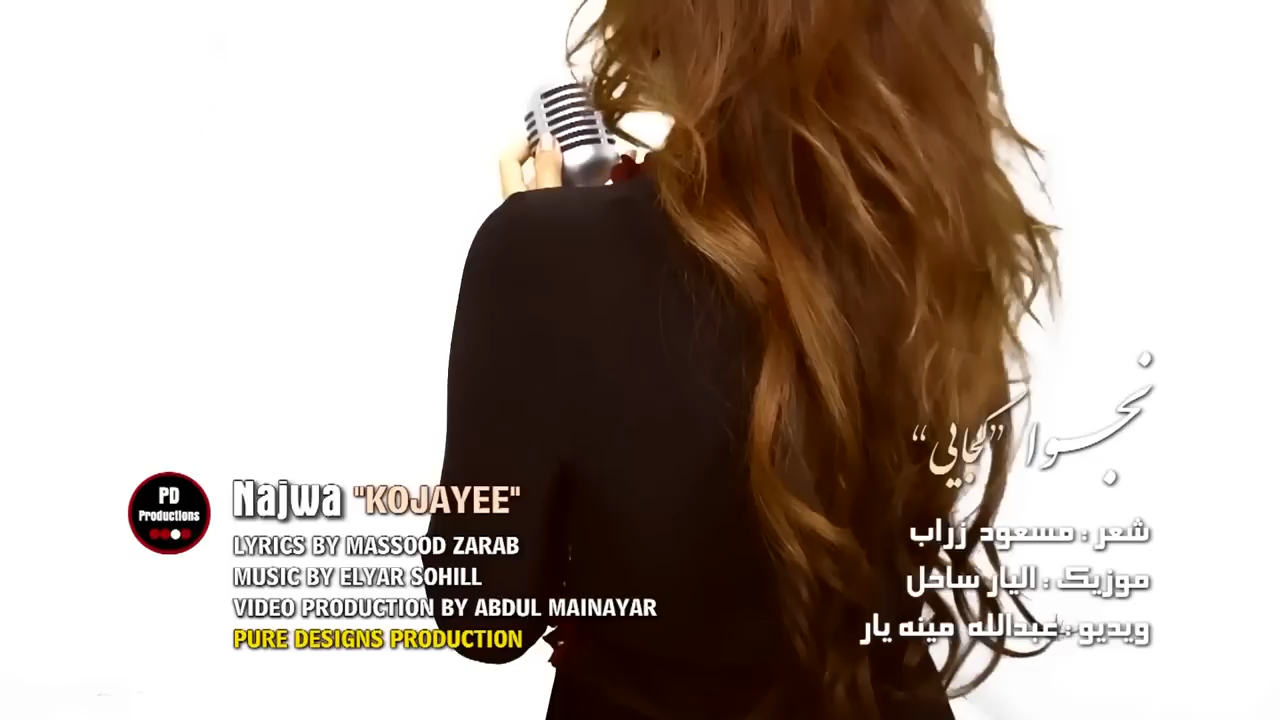 نجوا “کجایی”
PD
Productions
Najwa "KOJAYEE"
LYRICS BY MASSOOD ZARAB
MUSIC BY ELYAR SOHILL
VIDEO PRODUCTION BY ABDUL MAINAYAR
PURE DESIGNS PRODUCTION
شعر : مسعود زراب
موزیک : الیار ساحل
ویدیو : عبدالله مینه یار